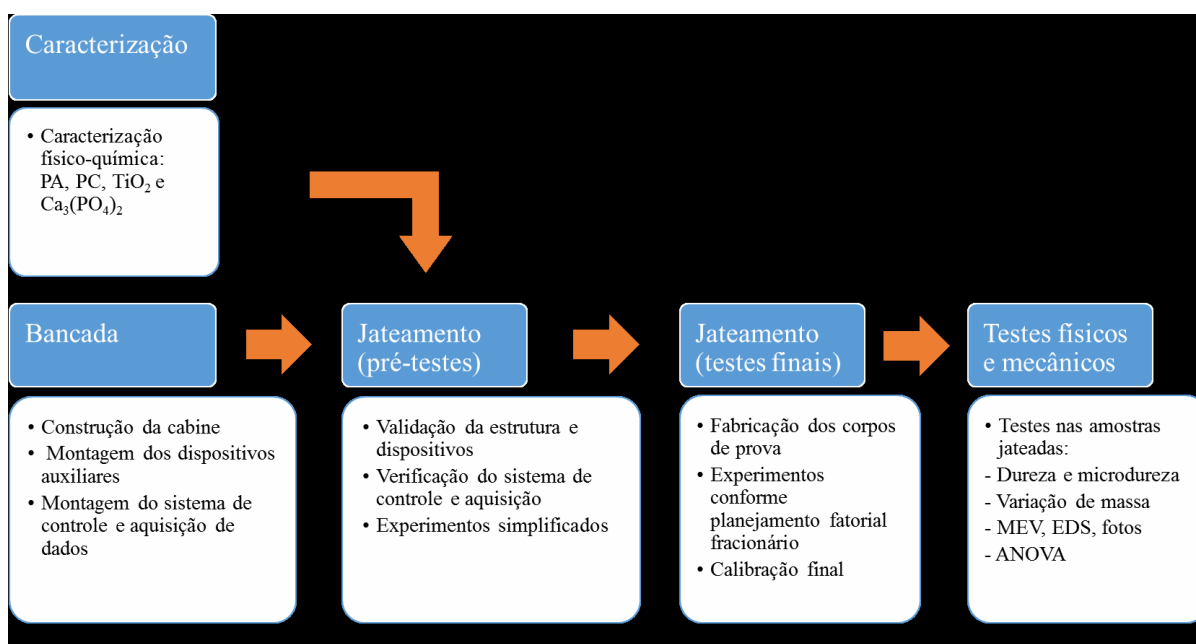 Caracterização
• Caracterização
físico-química:
PA, PC, TiO₂ e
Ca₃(PO₄)₂
Bancada
• Construção da cabine
• Montagem dos dispositivos
auxiliares
• Montagem do sistema de
controle e aquisição de
dados
Jateamento
(pré-testes)
• Validação da estrutura e
dispositivos
• Verificação do sistema de
controle e aquisição
• Experimentos simplificados
Jateamento
(testes finais)
• Fabricação dos corpos
de prova
• Experimentos
conforme
planejamento fatorial
fracionário
• Calibração final
Testes físicos
e mecânicos
• Testes nas amostras
jateadas:
- Dureza e microdureza
- Variação de massa
- MEV, EDS, fotos
- ANOVA